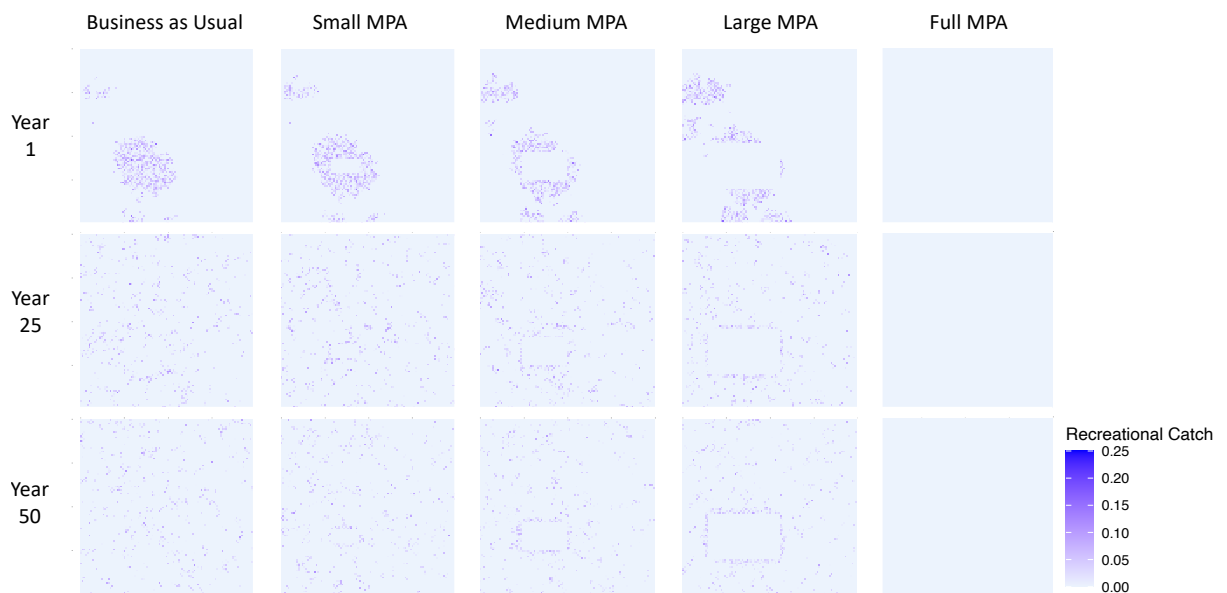 Business as Usual
Small MPA
Medium MPA
Large MPA
Full MPA
Year
1
Year
25
Year
50
Recreational Catch
0.25
0.20
0.15
0.10
0.05
0.00